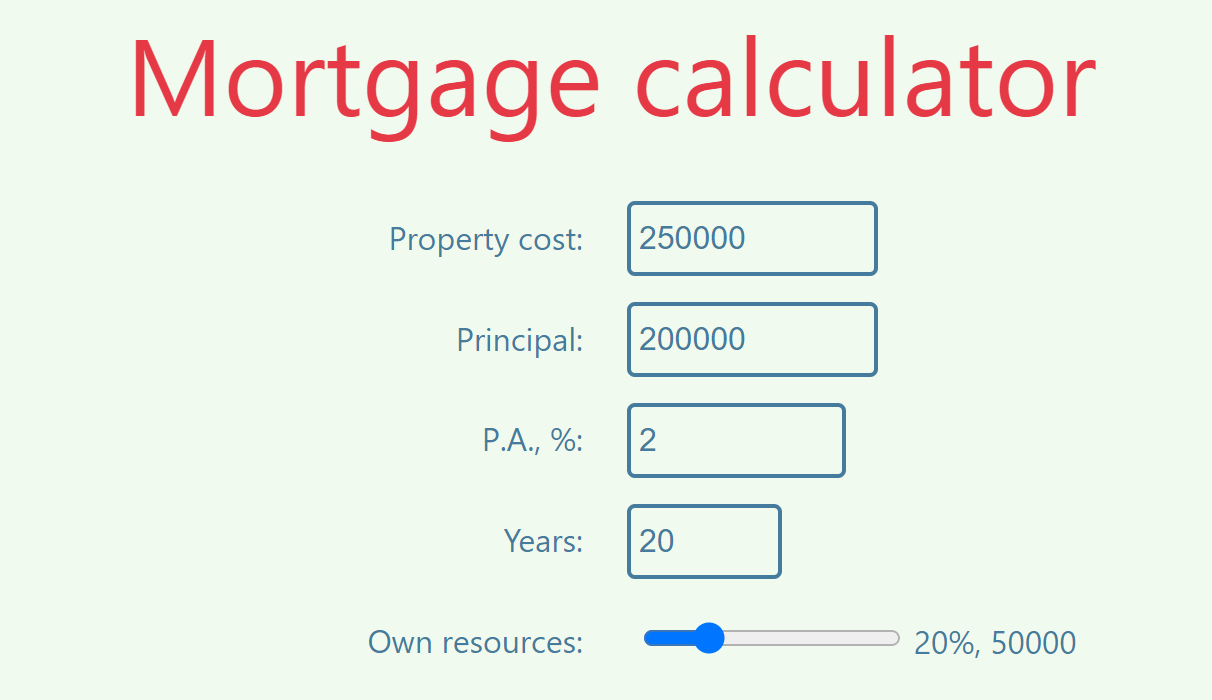 Mortgage calculator
Property cost: 250000
Principal: 200000
P.A., %: 2
Years: 20
Own resources: 20%, 50000